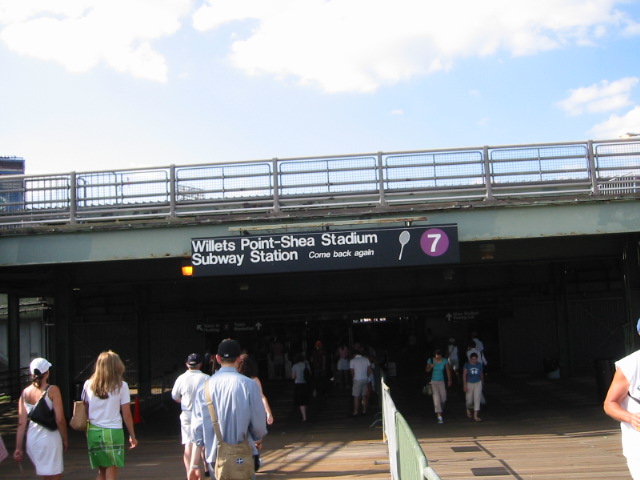 Willets Point-Shea Stadium
Subway Station Come back again
7